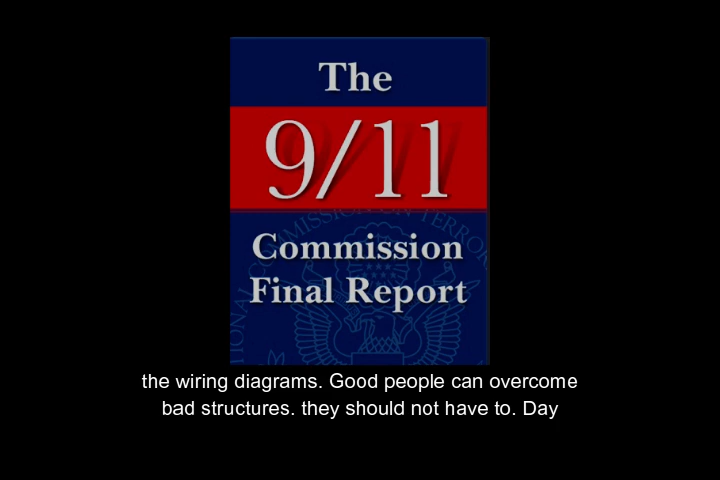 The
9/11
Commission
Final Report
the wiring diagrams. Good people can overcome
bad structures. they should not have to. Day